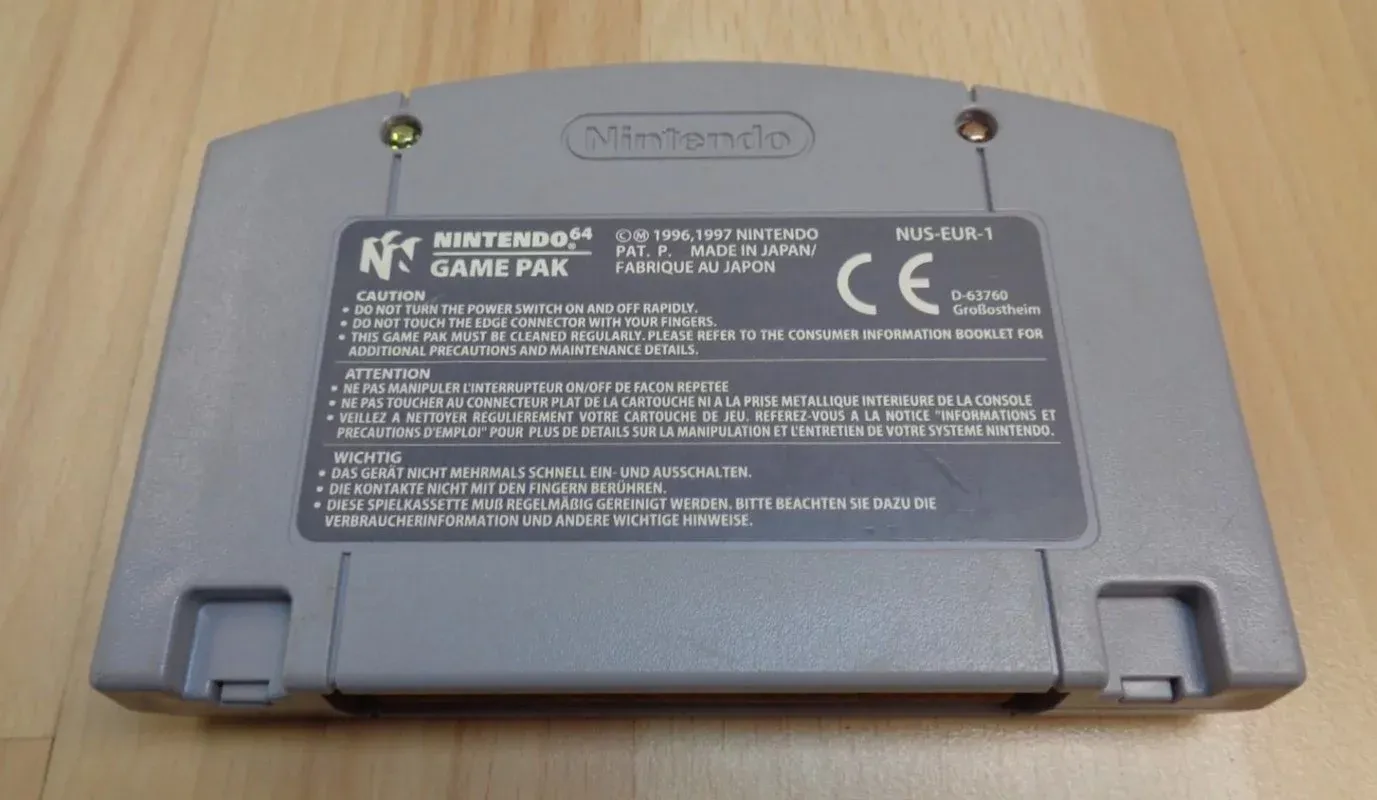 Nintendo
NINTENDO®64
GAME PAK
©Ⓜ 1996,1997 NINTENDO
PAT. P. MADE IN JAPAN/
FABRIQUE AU JAPON
NUS-EUR-1
CE
D-63760
Großostheim
CAUTION
• DO NOT TURN THE POWER SWITCH ON AND OFF RAPIDLY.
• DO NOT TOUCH THE EDGE CONNECTOR WITH YOUR FINGERS.
• THIS GAME PAK MUST BE CLEANED REGULARLY. PLEASE REFER TO THE CONSUMER INFORMATION BOOKLET FOR
ADDITIONAL PRECAUTIONS AND MAINTENANCE DETAILS.
ATTENTION
• NE PAS MANIPULER L'INTERRUPTEUR ON/OFF DE FACON REPETEE
• NE PAS TOUCHER AU CONNECTEUR PLAT DE LA CARTOUCHE NI A LA PRISE METALLIQUE INTERIEURE DE LA CONSOLE
• VEILLEZ A NETTOYER REGULIEREMENT VOTRE CARTOUCHE DE JEU. REFEREZ-VOUS A LA NOTICE "INFORMATIONS ET
PRECAUTIONS D'EMPLOI" POUR PLUS DE DETAILS SUR LA MANIPULATION ET L'ENTRETIEN DE VOTRE SYSTEME NINTENDO.
WICHTIG
• DAS GERÄT NICHT MEHRMALS SCHNELL EIN- UND AUSSCHALTEN.
• DIE KONTAKTE NICHT MIT DEN FINGERN BERÜHREN.
• DIESE SPIELKASSETTE MUß REGELMÄßIG GEREINIGT WERDEN. BITTE BEACHTEN SIE DAZU DIE
VERBRAUCHERINFORMATION UND ANDERE WICHTIGE HINWEISE.